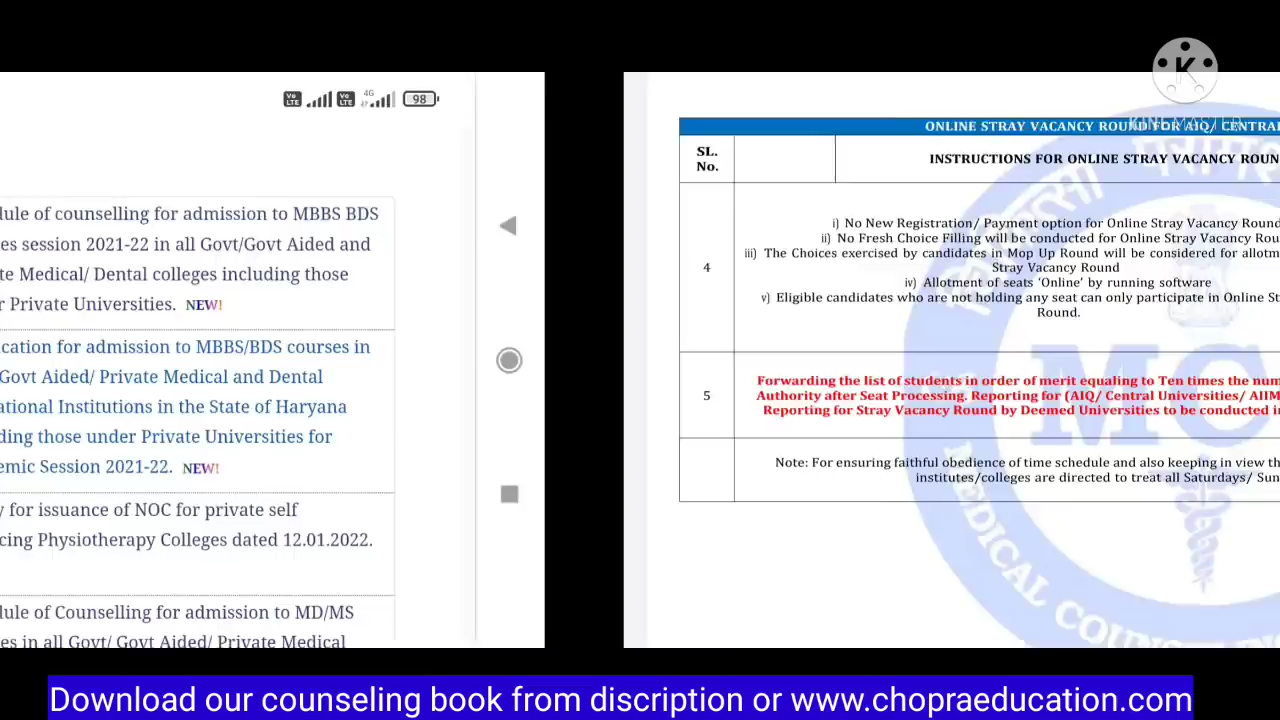 Vo LTE
Vo LTE
4G
98
dule of counselling for admission to MBBS BDS
es session 2021-22 in all Govt/Govt Aided and
te Medical/ Dental colleges including those
r Private Universities. NEW!
cation for admission to MBBS/BDS courses in
Govt Aided/ Private Medical and Dental
ational Institutions in the State of Haryana
ding those under Private Universities for
emic Session 2021-22. NEW!
y for issuance of NOC for private self
cing Physiotherapy Colleges dated 12.01.2022.
dule of Counselling for admission to MD/MS
es in all Govt/ Govt Aided/ Private Medical
K
KINEMASTER
ONLINE STRAY VACANCY ROUND FOR AIQ/ CENTRA
SL.
No.
INSTRUCTIONS FOR ONLINE STRAY VACANCY ROUN
4
i) No New Registration/ Payment option for Online Stray Vacancy Round
ii) No Fresh Choice Filling will be conducted for Online Stray Vacancy Rou
iii) The Choices exercised by candidates in Mop Up Round will be considered for allotm
Stray Vacancy Round
iv) Allotment of seats ‘Online’ by running software
v) Eligible candidates who are not holding any seat can only participate in Online St
Round.
5
Forwarding the list of students in order of merit equaling to Ten times the num
Authority after Seat Processing. Reporting for (AIQ/ Central Universities/ AIIM
Reporting for Stray Vacancy Round by Deemed Universities to be conducted i
Note: For ensuring faithful obedience of time schedule and also keeping in view th
institutes/colleges are directed to treat all Saturdays/ Sun
MC
MEDICAL COUNSE
Download our counseling book from discription or www.chopraeducation.com